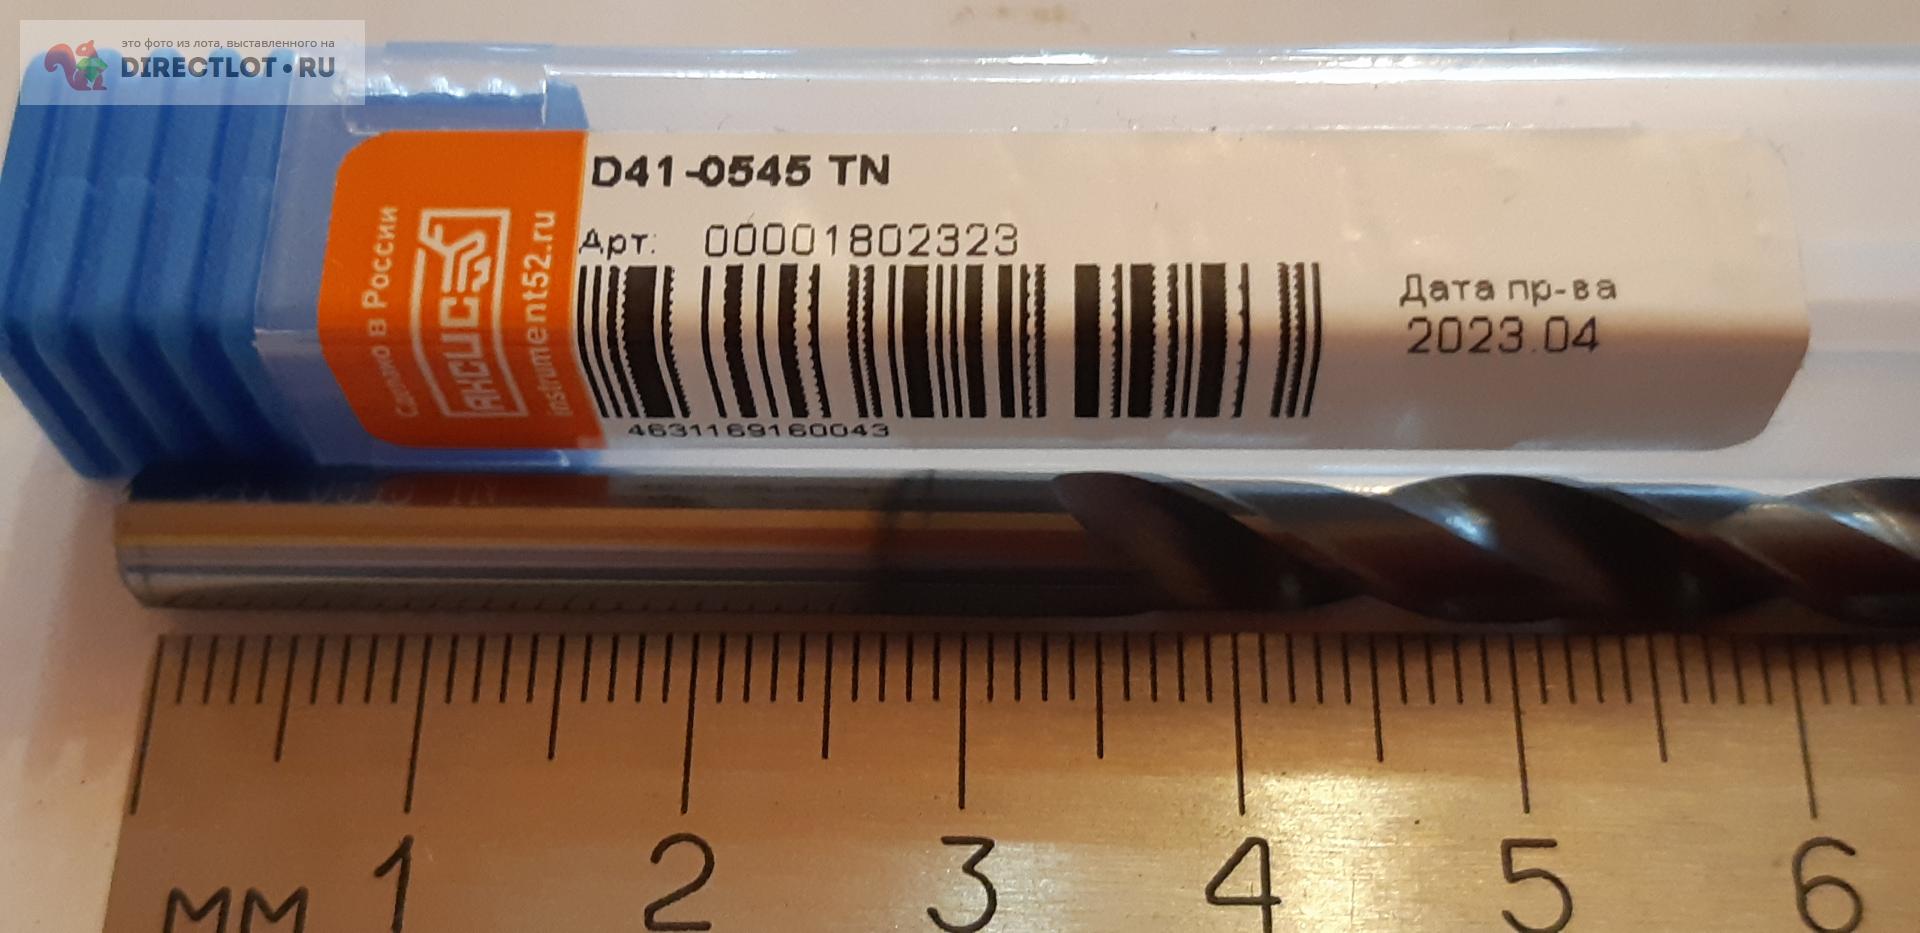 это фото из лота, выставленного на
DIRECTLOT•RU
Сделано в России
АКСИС
instrument52.ru
D41-0545 TN
Арт: 00001802323
4631169160043
Дата пр-ва
2023.04
мм 1 2 3 4 5 6